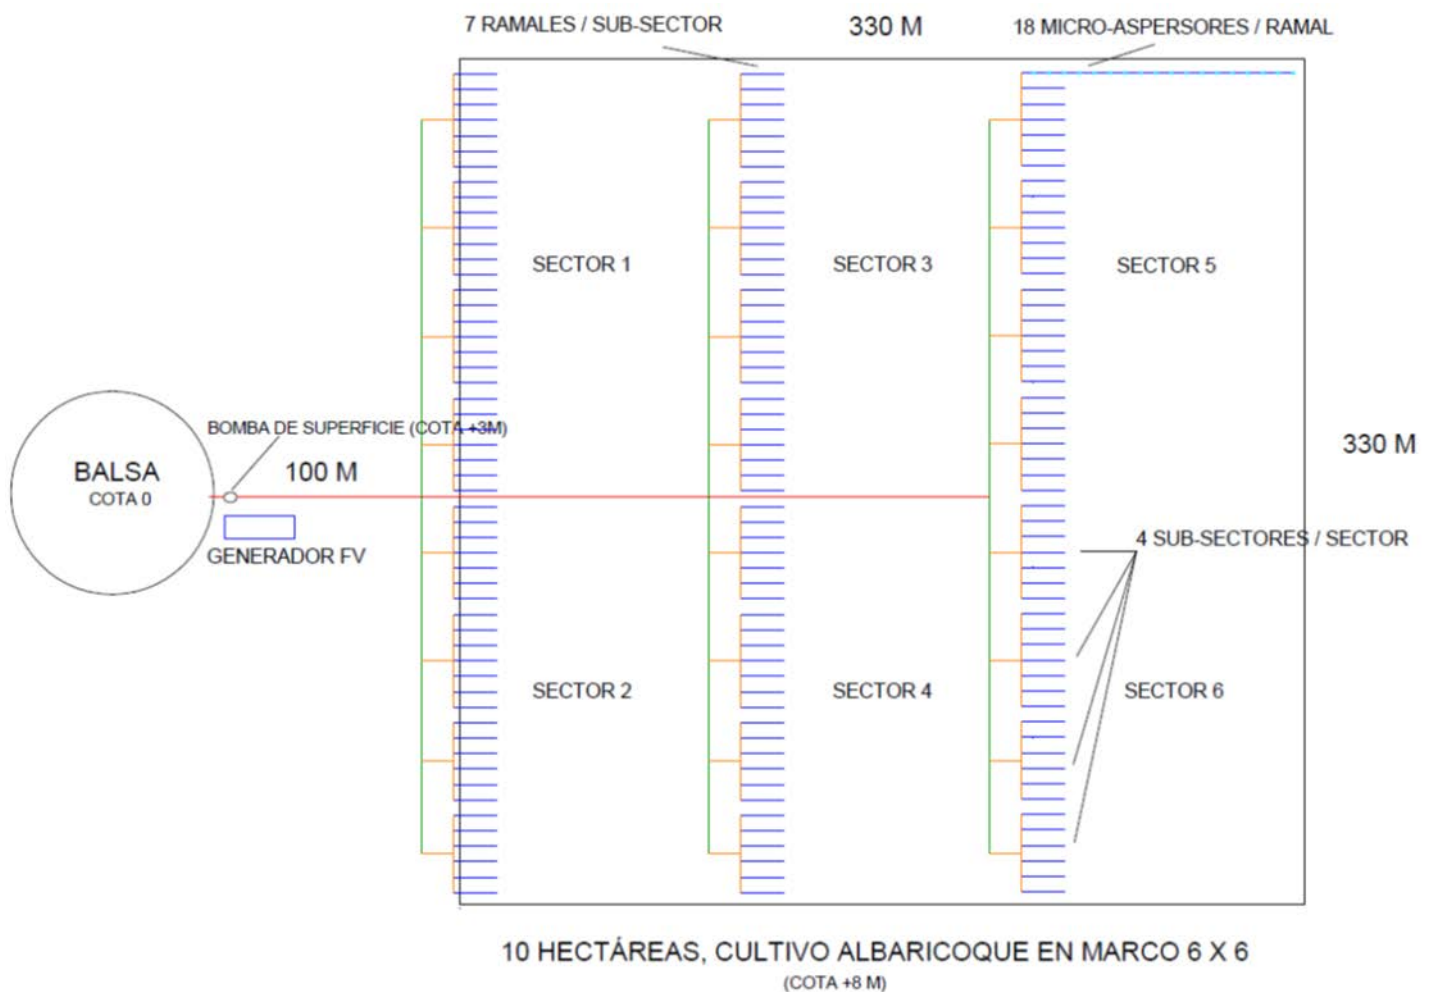 7 RAMALES / SUB-SECTOR
330 M
18 MICRO-ASPERSORES / RAMAL
SECTOR 1
SECTOR 3
SECTOR 5
BOMBA DE SUPERFICIE (COTA +3M)
330 M
BALSA
100 M
COTA 0
4 SUB-SECTORES / SECTOR
GENERADOR FV
SECTOR 2
SECTOR 4
SECTOR 6
10 HECTÁREAS, CULTIVO ALBARICOQUE EN MARCO 6 X 6
(COTA +8 M)